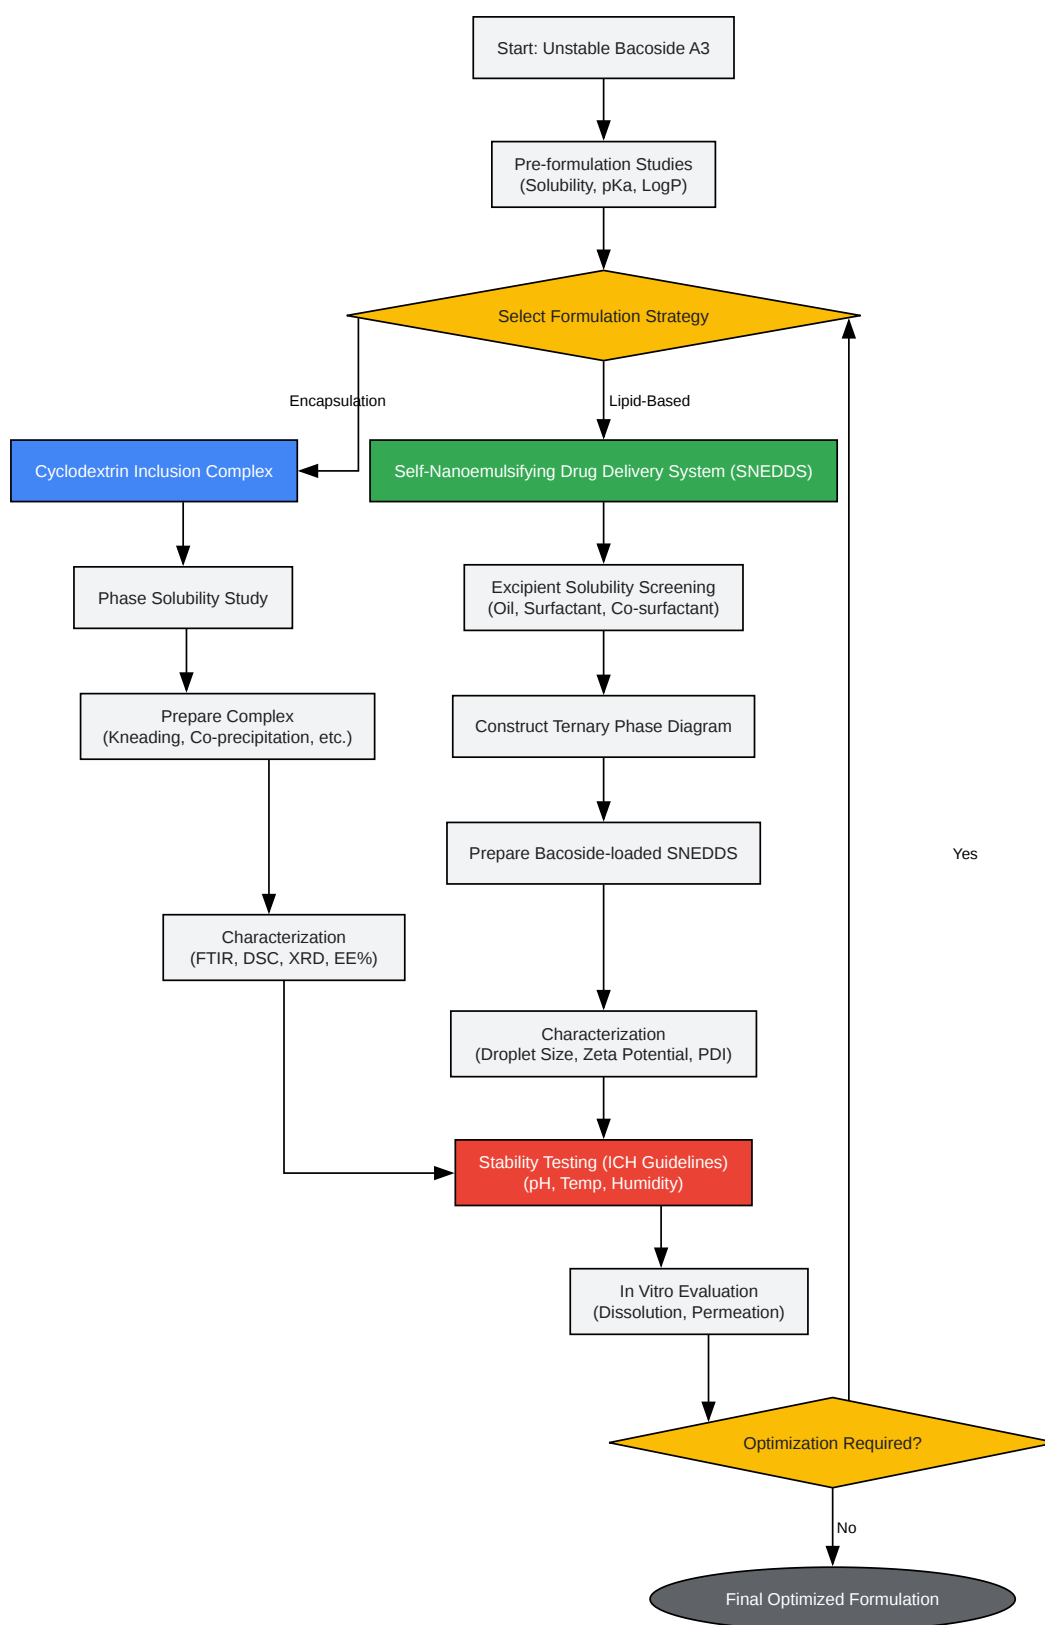 Start: Unstable Bacoside A3
Pre-formulation Studies
(Solubility, pKa, LogP)
Select Formulation Strategy
Encapsulation
Lipid-Based
Cyclodextrin Inclusion Complex
Self-Nanoemulsifying Drug Delivery System (SNEDDS)
Phase Solubility Study
Excipient Solubility Screening
(Oil, Surfactant, Co-surfactant)
Prepare Complex
(Kneading, Co-precipitation, etc.)
Construct Ternary Phase Diagram
Prepare Bacoside-loaded SNEDDS
Yes
Characterization
(FTIR, DSC, XRD, EE%)
Characterization
(Droplet Size, Zeta Potential, PDI)
Stability Testing (ICH Guidelines)
(pH, Temp, Humidity)
In Vitro Evaluation
(Dissolution, Permeation)
Optimization Required?
No
Final Optimized Formulation